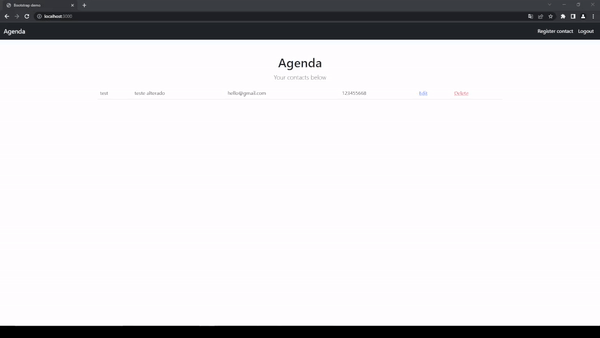 Bootstrap demo
localhost:3000
Agenda
Register contact Logout
Agenda
Your contacts below
test teste alterado hello@gmail.com 123455668 Edit Delete